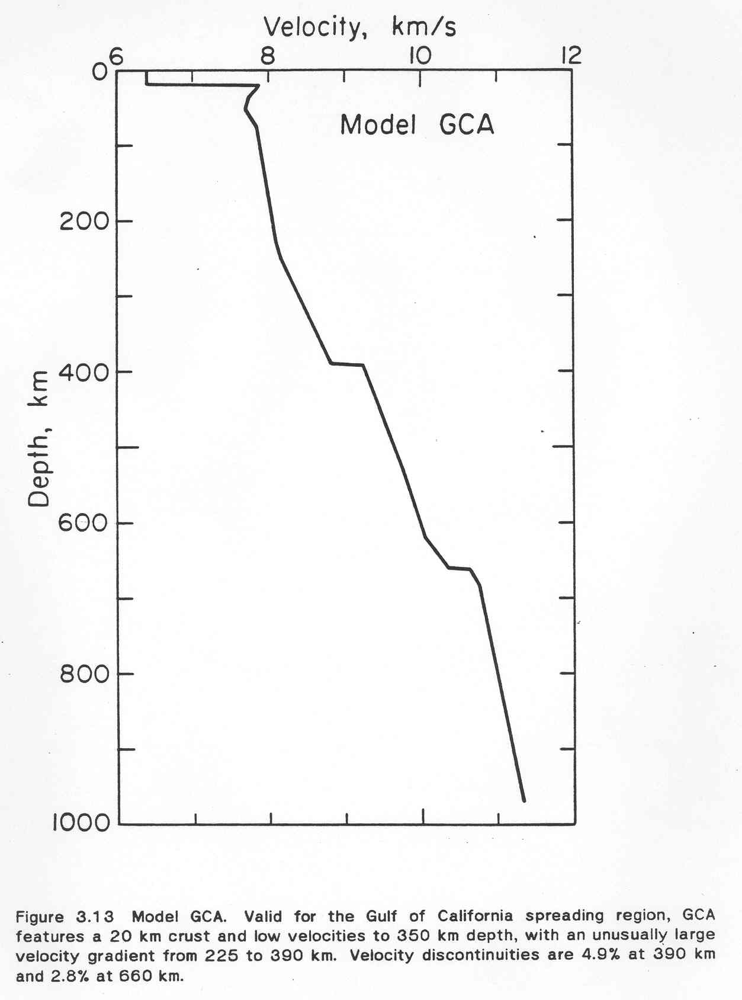 Velocity, km/s
6 8 10 12
0
Model GCA
200
400
Depth, km
600
800
1000
Figure 3.13 Model GCA. Valid for the Gulf of California spreading region, GCA
features a 20 km crust and low velocities to 350 km depth, with an unusually large
velocity gradient from 225 to 390 km. Velocity discontinuities are 4.9% at 390 km
and 2.8% at 660 km.